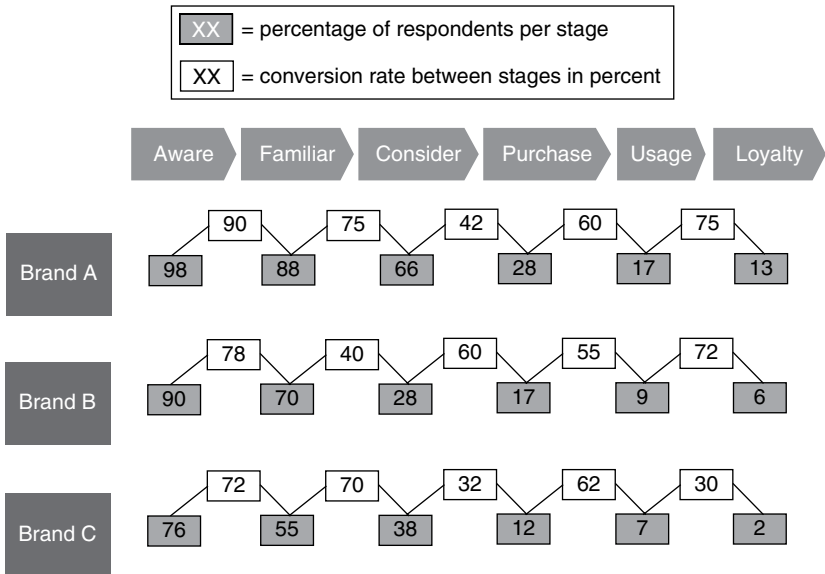 XX = percentage of respondents per stage
XX = conversion rate between stages in percent
Aware Familiar Consider Purchase Usage Loyalty
90 75 42 60 75
Brand A 98 88 66 28 17 13
78 40 60 55 72
Brand B 90 70 28 17 9 6
72 70 32 62 30
Brand C 76 55 38 12 7 2